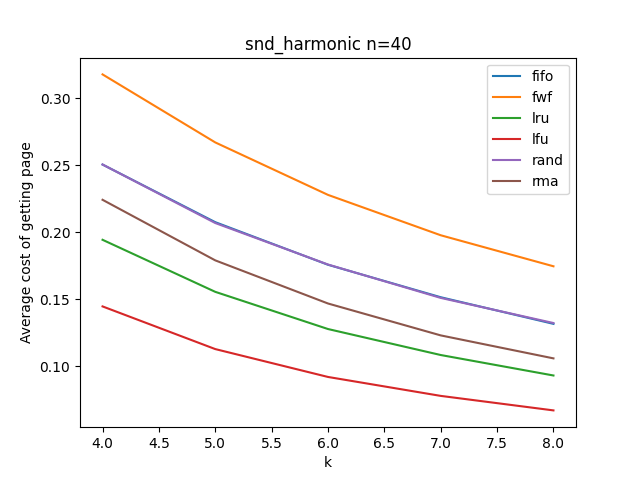 snd_harmonic n=40
Average cost of getting page
0.30
0.25
0.20
0.15
0.10
fifo
fwf
lru
lfu
rand
rma
4.0 4.5 5.0 5.5 6.0 6.5 7.0 7.5 8.0
k